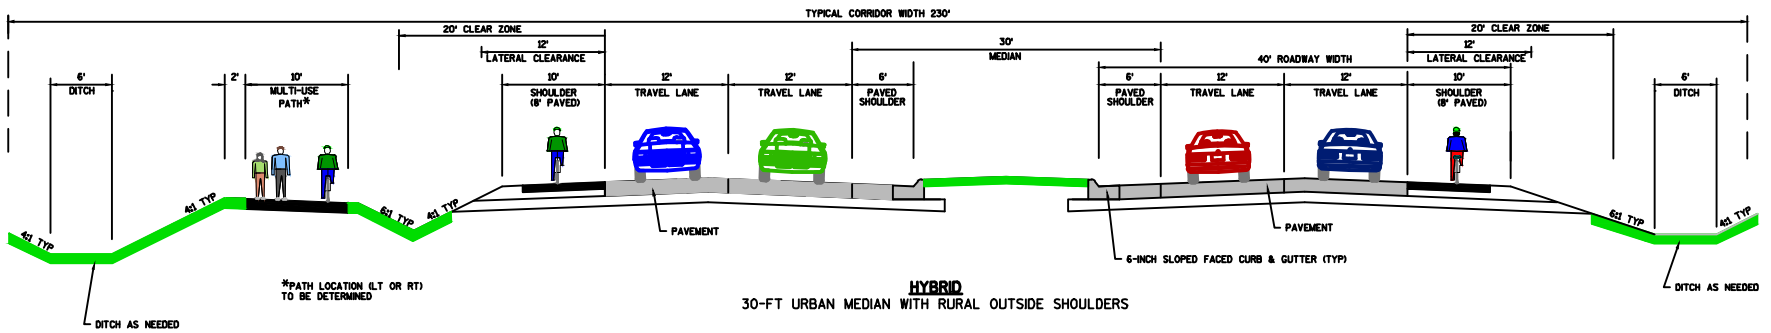 TYPICAL CORRIDOR WIDTH 230'
20' CLEAR ZONE
20' CLEAR ZONE
12'
LATERAL CLEARANCE
30'
MEDIAN
12'
LATERAL CLEARANCE
40' ROADWAY WIDTH
6'
DITCH
2'
10'
MULTI-USE
PATH*
10'
SHOULDER
(8' PAVED)
12'
TRAVEL LANE
12'
TRAVEL LANE
6'
PAVED
SHOULDER
6'
PAVED
SHOULDER
12'
TRAVEL LANE
12'
TRAVEL LANE
10'
SHOULDER
(8' PAVED)
6'
DITCH
4:1 TYP
4:1 TYP
6:1 TYP
4:1 TYP
6:1 TYP
4:1 TYP
PAVEMENT
PAVEMENT
6-INCH SLOPED FACED CURB & GUTTER (TYP)
*PATH LOCATION (LT OR RT)
TO BE DETERMINED
DITCH AS NEEDED
DITCH AS NEEDED
HYBRID
30-FT URBAN MEDIAN WITH RURAL OUTSIDE SHOULDERS